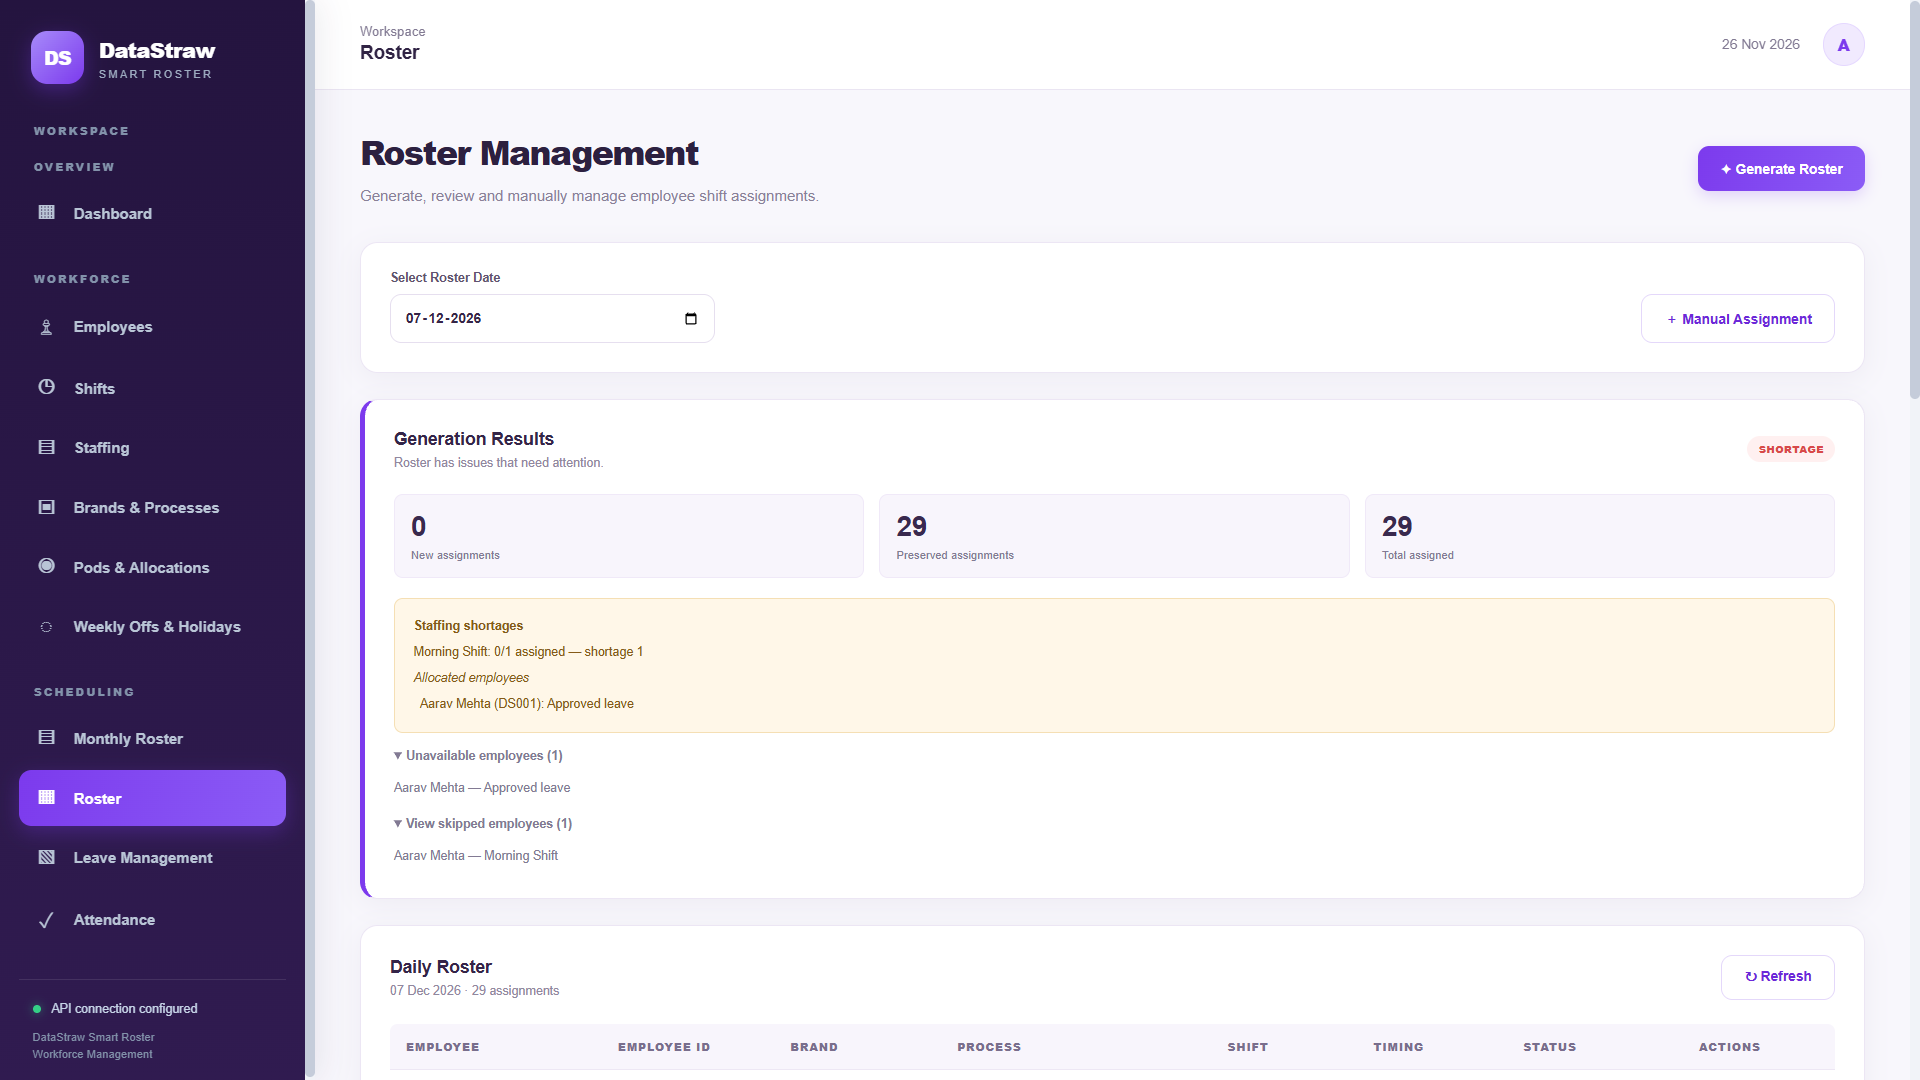 DS
DataStraw
SMART ROSTER
WORKSPACE
OVERVIEW
Dashboard
WORKFORCE
Employees
Shifts
Staffing
Brands & Processes
Pods & Allocations
Weekly Offs & Holidays
SCHEDULING
Monthly Roster
Roster
Leave Management
Attendance
API connection configured
DataStraw Smart Roster
Workforce Management
Workspace
Roster
26 Nov 2026
A
Roster Management
Generate, review and manually manage employee shift assignments.
✦ Generate Roster
Select Roster Date
07-12-2026
+ Manual Assignment
Generation Results
Roster has issues that need attention.
SHORTAGE
0
New assignments
29
Preserved assignments
29
Total assigned
Staffing shortages
Morning Shift: 0/1 assigned — shortage 1
Allocated employees
Aarav Mehta (DS001): Approved leave
▼ Unavailable employees (1)
Aarav Mehta — Approved leave
▼ View skipped employees (1)
Aarav Mehta — Morning Shift
Daily Roster
07 Dec 2026 · 29 assignments
↻ Refresh
EMPLOYEE EMPLOYEE ID BRAND PROCESS SHIFT TIMING STATUS ACTIONS